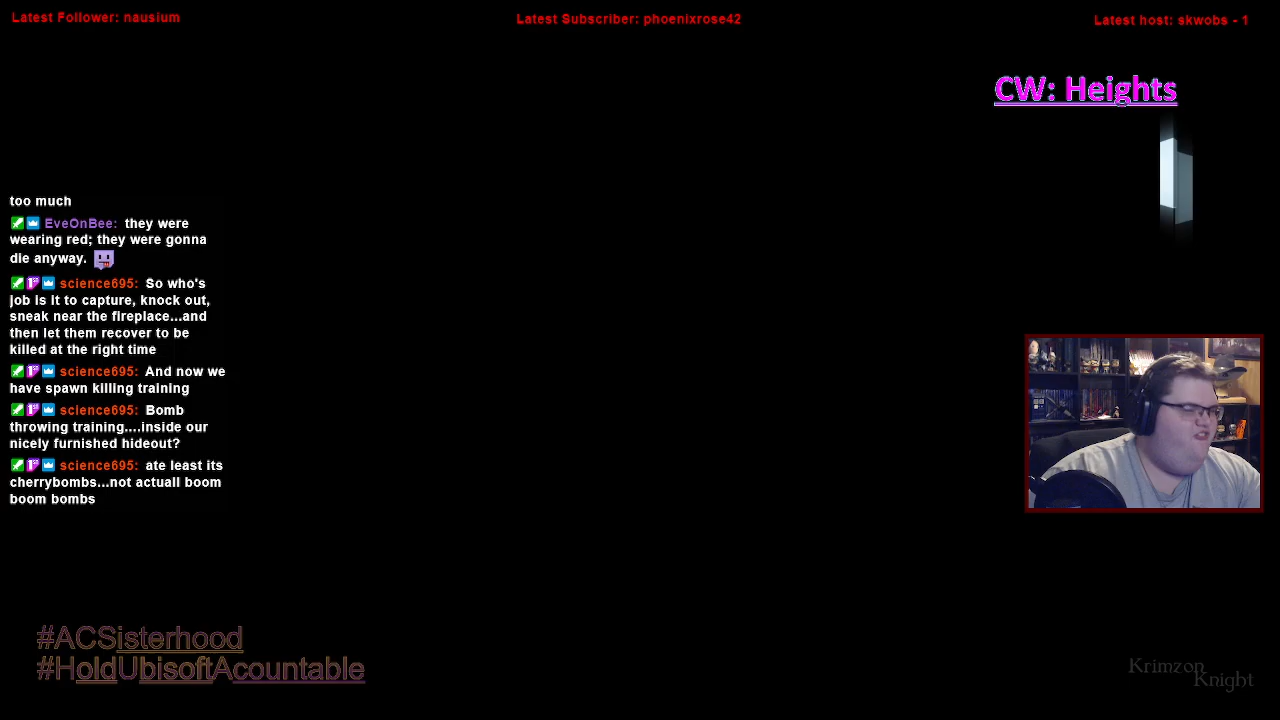 Latest Follower: nausium
Latest Subscriber: phoenixrose42
Latest host: skwobs - 1
CW: Heights
too much
EveOnBee: they were
wearing red; they were gonna
die anyway.
science695: So who's
job is it to capture, knock out,
sneak near the fireplace...and
then let them recover to be
killed at the right time
science695: And now we
have spawn killing training
science695: Bomb
throwing training....inside our
nicely furnished hideout?
science695: ate least its
cherrybombs...not actuall boom
boom bombs
#ACSisterhood
#HoldUbisoftAcountable
Krimzon
Knight